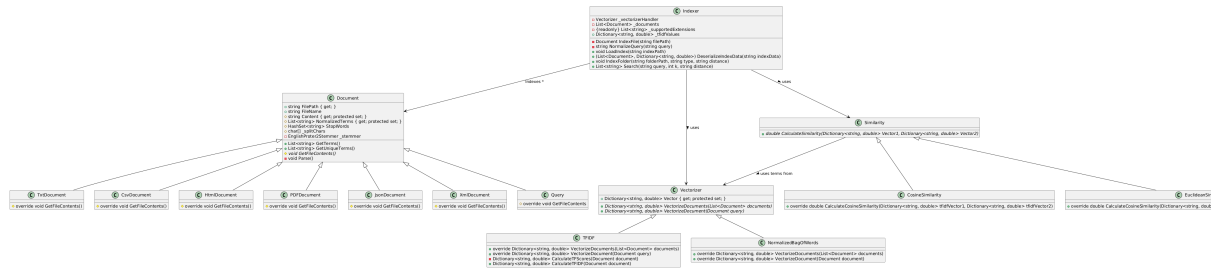 Indexer
Vectorizer _vectorizerHandler
List<Document> _documents
{readonly} List<string> _supportedExtensions
Dictionary<string, double> _tfidfValues
Document IndexFile(string filePath)
string NormalizeQuery(string query)
void LoadIndex(string indexPath)
(List<Document>, Dictionary<string, double>) DeserializeIndexData(string indexData)
void IndexFolder(string folderPath, string type, string distance)
List<string> Search(string query, int k, string distance)
indexes *
uses
uses
Document
string FilePath { get; }
string FileName
string Content { get; protected set; }
List<string> NormalizedTerms { get; protected set; }
HashSet<string> StopWords
char[] _splitChars
EnglishPorter2Stemmer _stemmer
List<string> GetTerms()
List<string> GetUniqueTerms()
void GetFileContents()
void Parse()
Similarity
double CalculateSimilarity(Dictionary<string, double> Vector1, Dictionary<string, double> Vector2)
uses terms from
TxtDocument
override void GetFileContents()
CsvDocument
override void GetFileContents()
HtmlDocument
override void GetFileContents()
PDFDocument
override void GetFileContents()
JsonDocument
override void GetFileContents()
XmlDocument
override void GetFileContents()
Query
override void GetFileContents
Vectorizer
Dictionary<string, double> Vector { get; protected set; }
Dictionary<string, double> VectorizeDocuments(List<Document> documents)
Dictionary<string, double> VectorizeDocument(Document query)
CosineSimilarity
override double CalculateCosineSimilarity(Dictionary<string, double> tfidfVector1, Dictionary<string, double> tfidfVector2)
EuclideanSim
override double CalculateCosineSimilarity(Dictionary<string, doub
TFIDF
override Dictionary<string, double> VectorizeDocuments(List<Document> documents)
override Dictionary<string, double> VectorizeDocument(Document query)
Dictionary<string, double> CalculateTFScore(Document document)
Dictionary<string, double> CalculateTFIDF(Document document)
NormalizedBagOfWords
override Dictionary<string, double> VectorizeDocuments(List<Document> documents)
override Dictionary<string, double> VectorizeDocument(Document document)